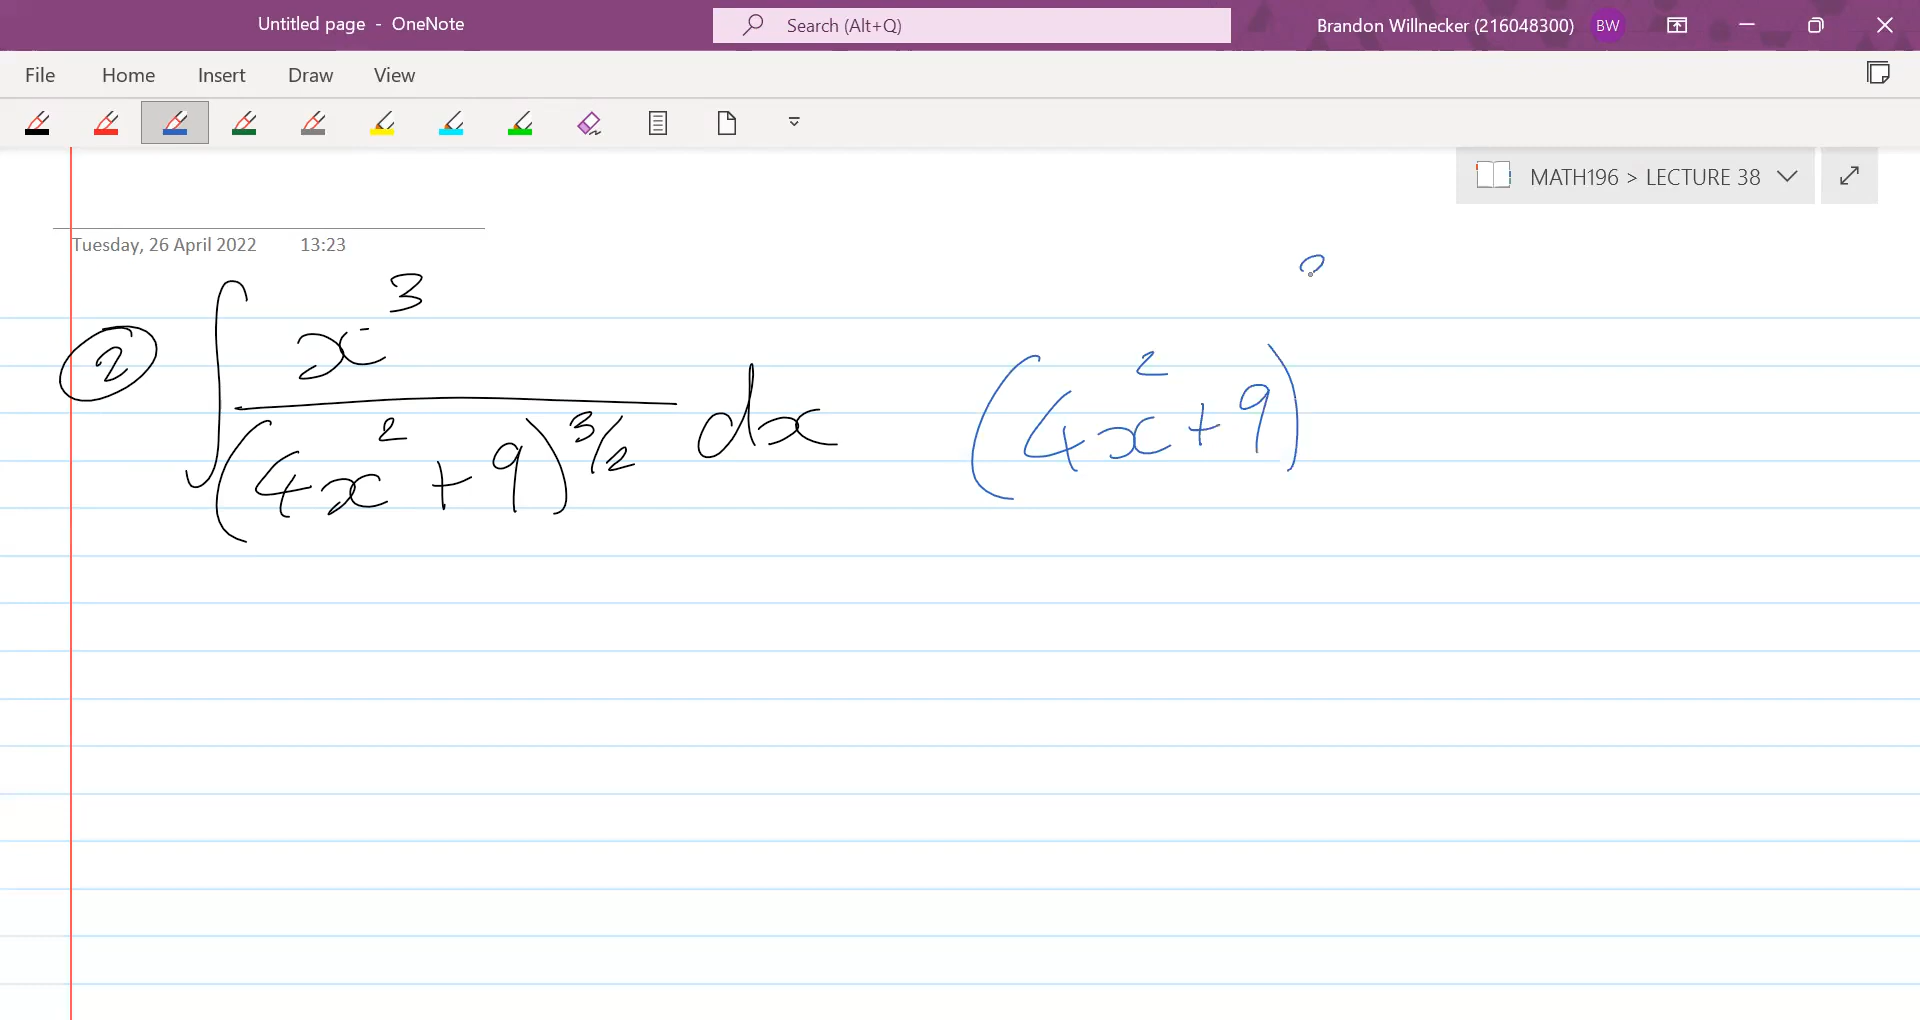 Untitled page - OneNote
Search (Alt+Q)
Brandon Willnecker (216048300) BW
File Home Insert Draw View
MATH196 > LECTURE 38
Tuesday, 26 April 2022 13:23
② ∫ x³ / (4x² + 9)^(3/2) dx
(4x² + 9)